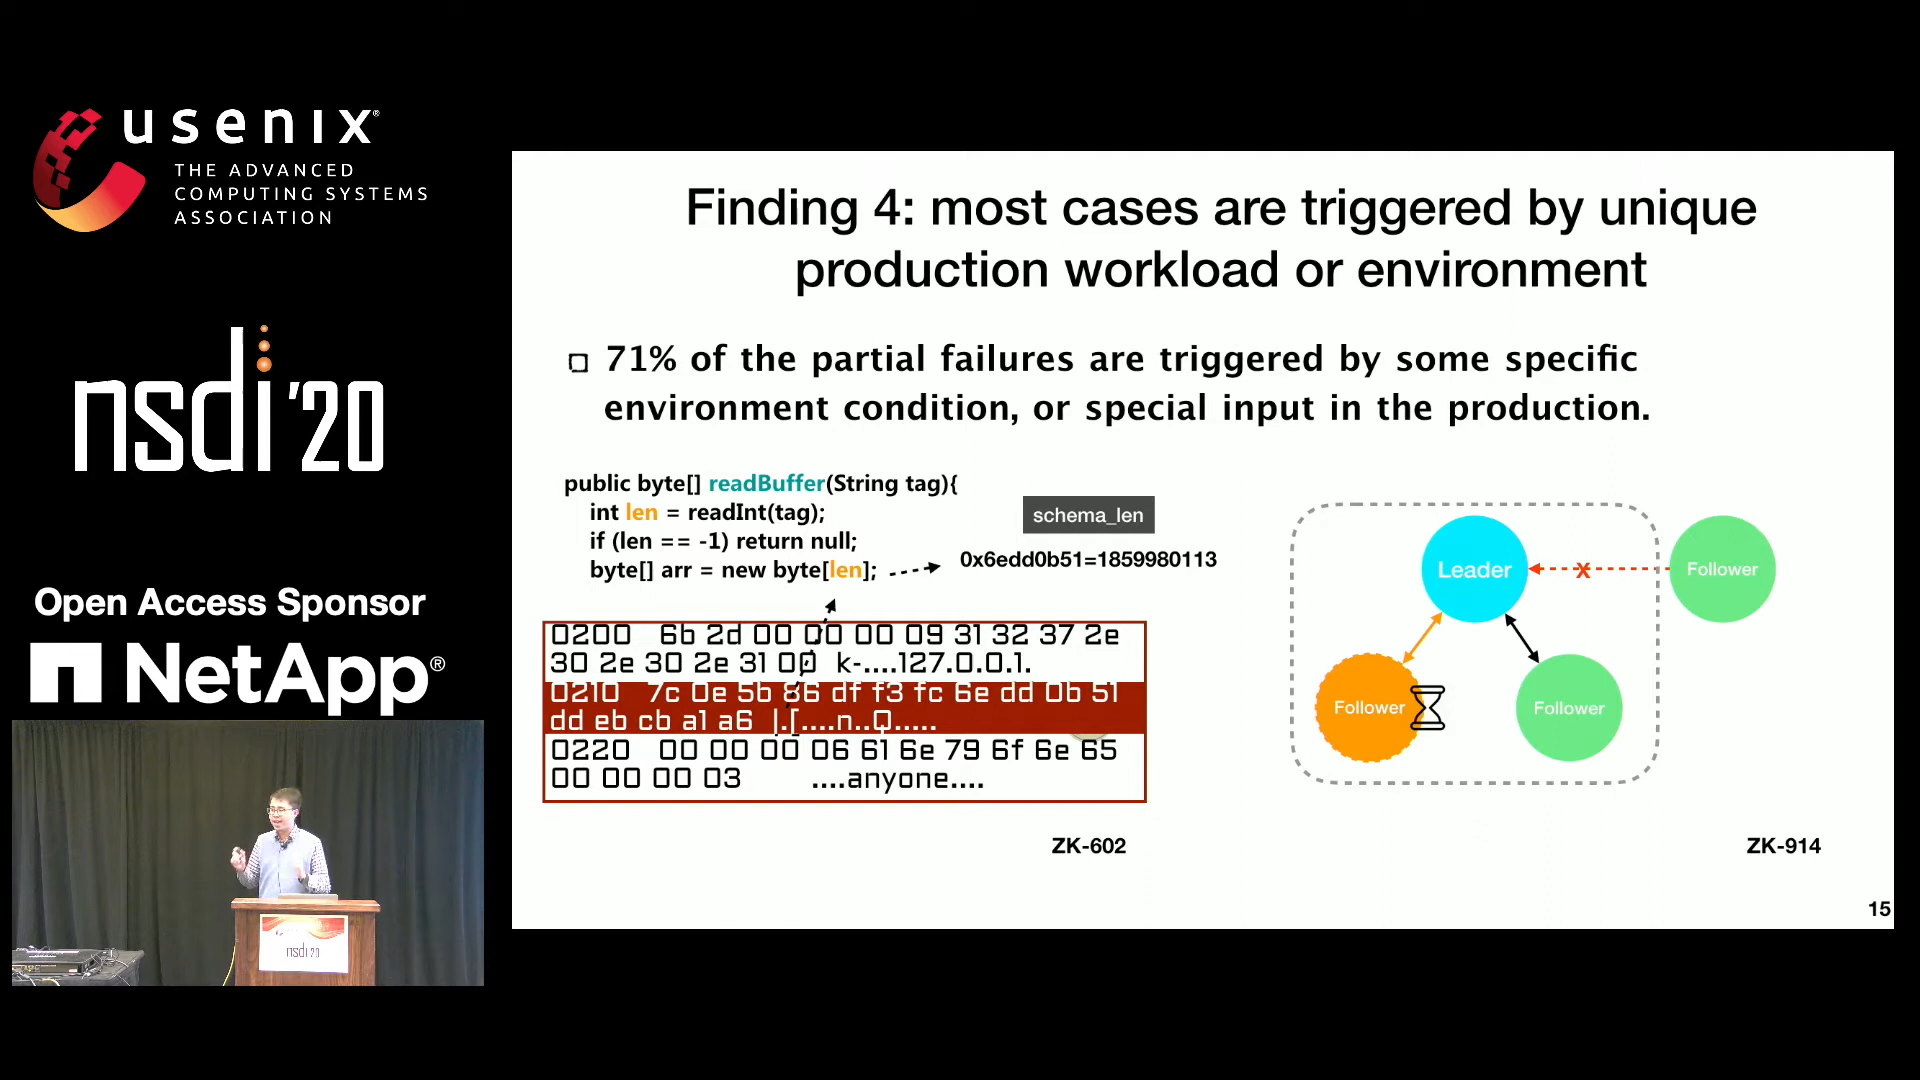 usenix®
THE ADVANCED
COMPUTING SYSTEMS
ASSOCIATION
nsdi '20
Open Access Sponsor
NetApp®
nsdi 20
Finding 4: most cases are triggered by unique
production workload or environment
71% of the partial failures are triggered by some specific
environment condition, or special input in the production.
public byte[] readBuffer(String tag){
int len = readInt(tag);
if (len == -1) return null;
byte[] arr = new byte[len];
schema_len
0x6edd0b51=1859980113
0200 6b 2d 00 00 00 09 31 32 37 2e
30 2e 30 2e 31 00 k-....127.0.0.1.
0210 7c 0e 5b 86 df f3 fc 6e dd 0b 51
dd eb cb a1 a6 |.[....n..Q.....
0220 00 00 00 06 61 6e 79 6f 6e 65
00 00 00 03 ....anyone....
ZK-602
Leader
X
Follower
Follower
Follower
ZK-914
15